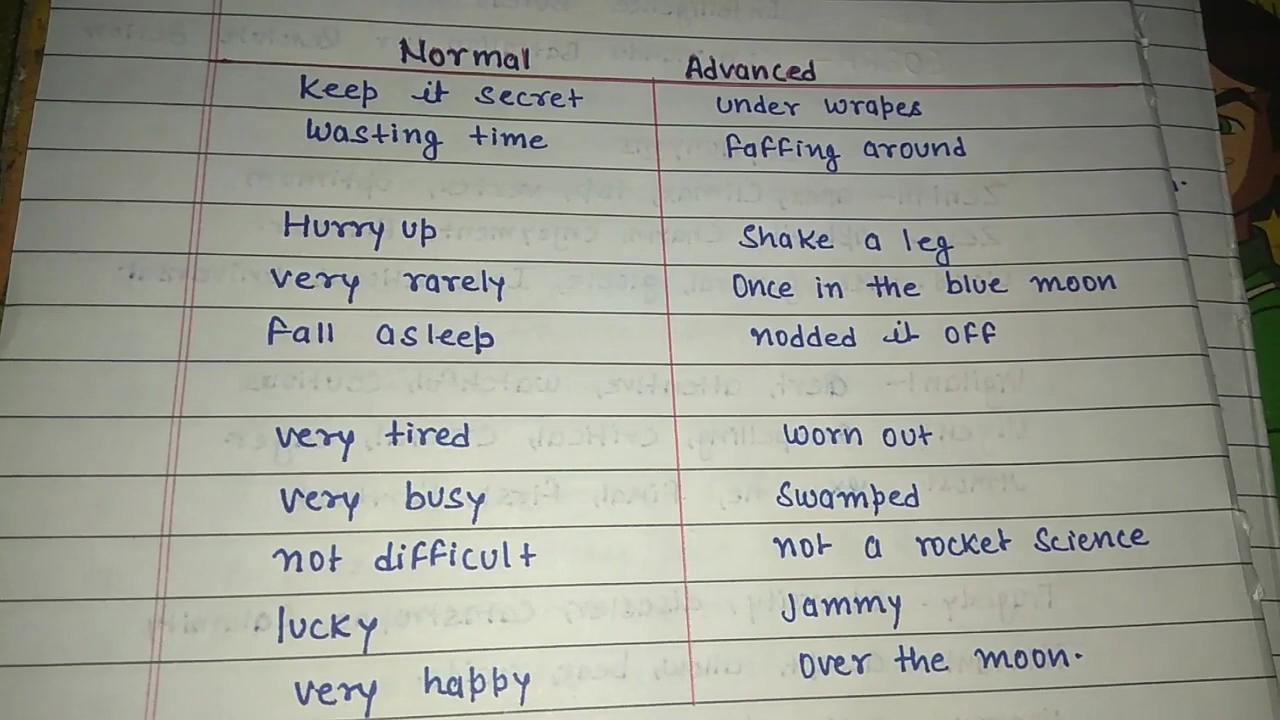 Normal Advanced
Keep it secret under wrapes
wasting time faffing around
Hurry up Shake a leg
very rarely Once in the blue moon
fall asleep nodded it off
very tired worn out
very busy Swamped
not difficult not a rocket Science
lucky Jammy
very happy over the moon.